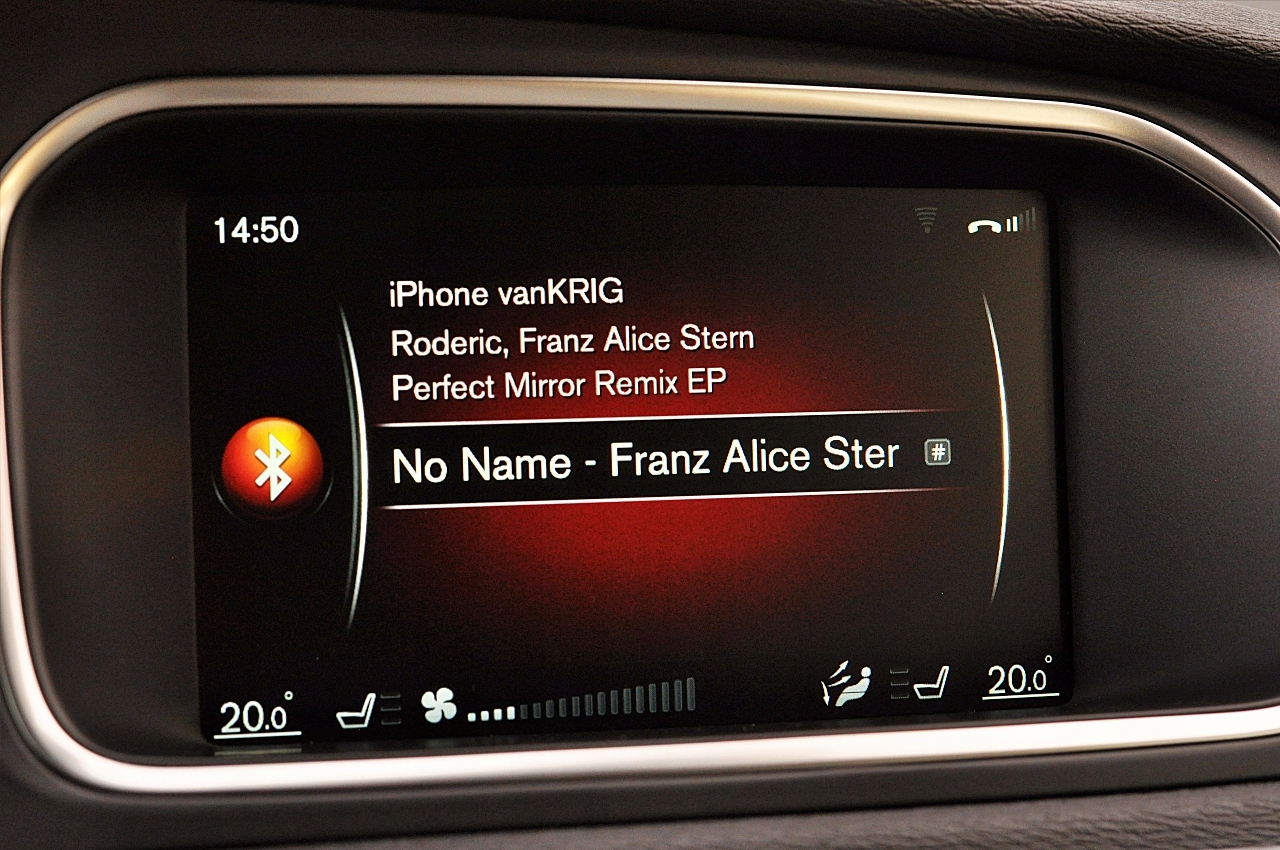 14:50
iPhone vanKRIG
Roderic, Franz Alice Stern
Perfect Mirror Remix EP
No Name - Franz Alice Ster #
20.0° 20.0°